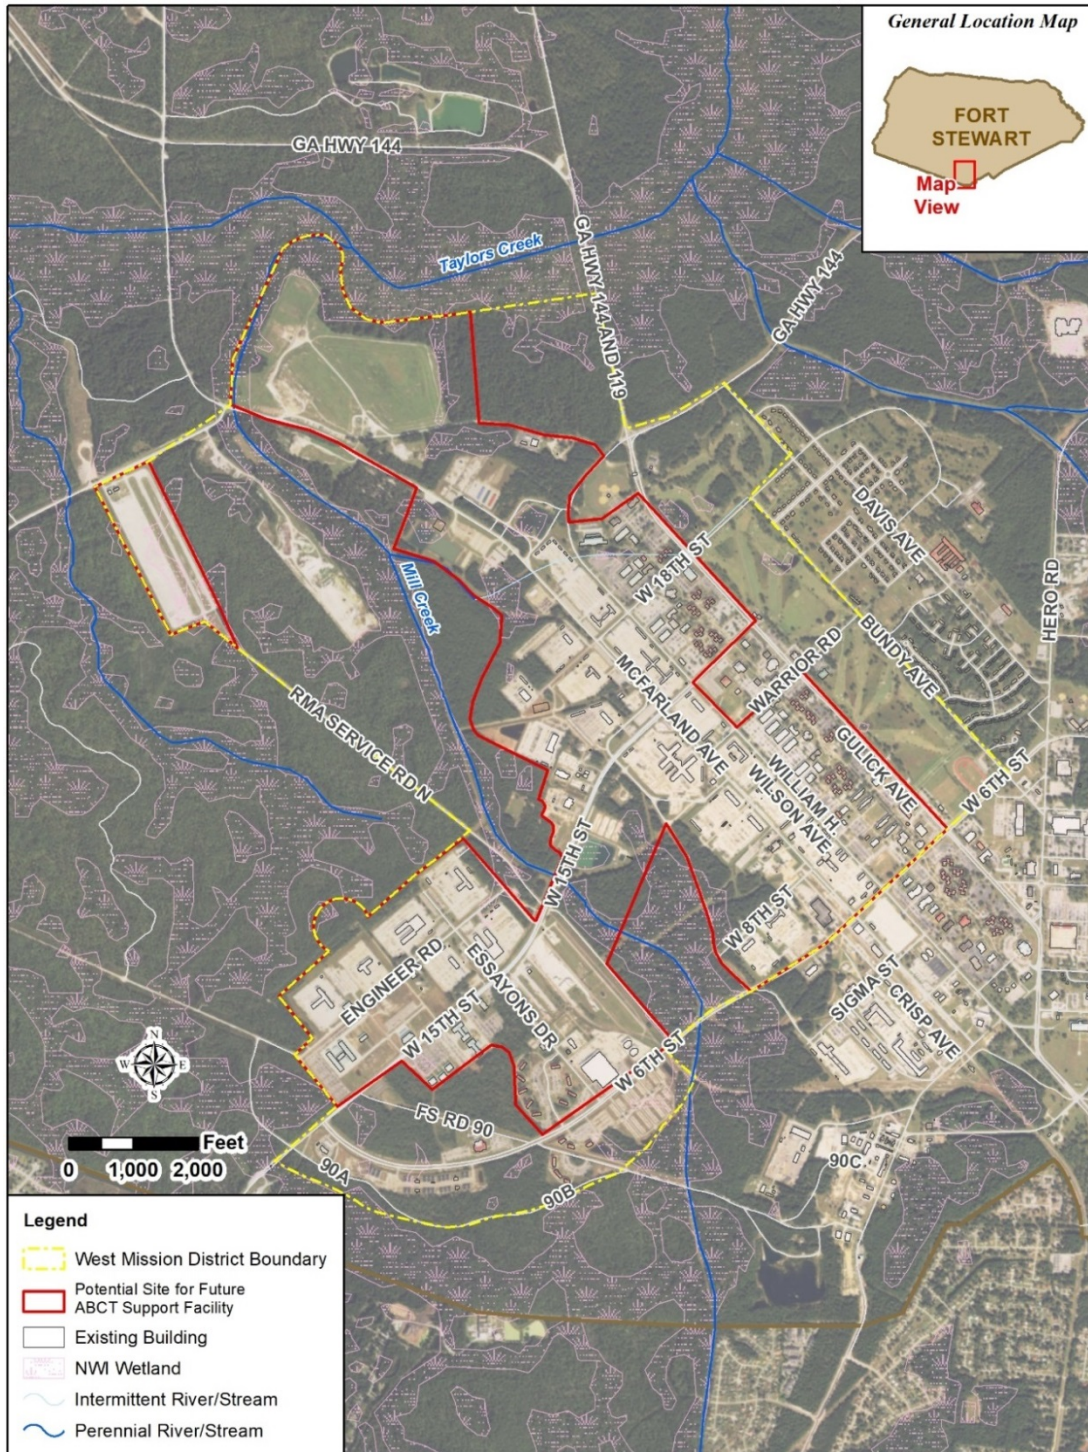 General Location Map
FORT
STEWART
Map
View
GA HWY 144
GA HWY 144 AND 119
Taylors Creek
GA HWY 144
DAVIS AVE
HERO RD
W 18TH ST
Mill Creek
BUNDY AVE
WARRIOR RD
MCFARLAND AVE
GULICK AVE
RMA SERVICE RD N
WILLIAM H.
WILSON AVE
W 6TH ST
W 15TH ST
W 8TH ST
ENGINEER RD
ESSAYONS DR
SIGMA ST
CRISP AVE
W 15TH ST
W 6TH ST
N
W
E
S
FS RD 90
Feet
0 1,000 2,000
90A
90B
90C
Legend
West Mission District Boundary
Potential Site for Future
ABCT Support Facility
Existing Building
NWI Wetland
Intermittent River/Stream
Perennial River/Stream